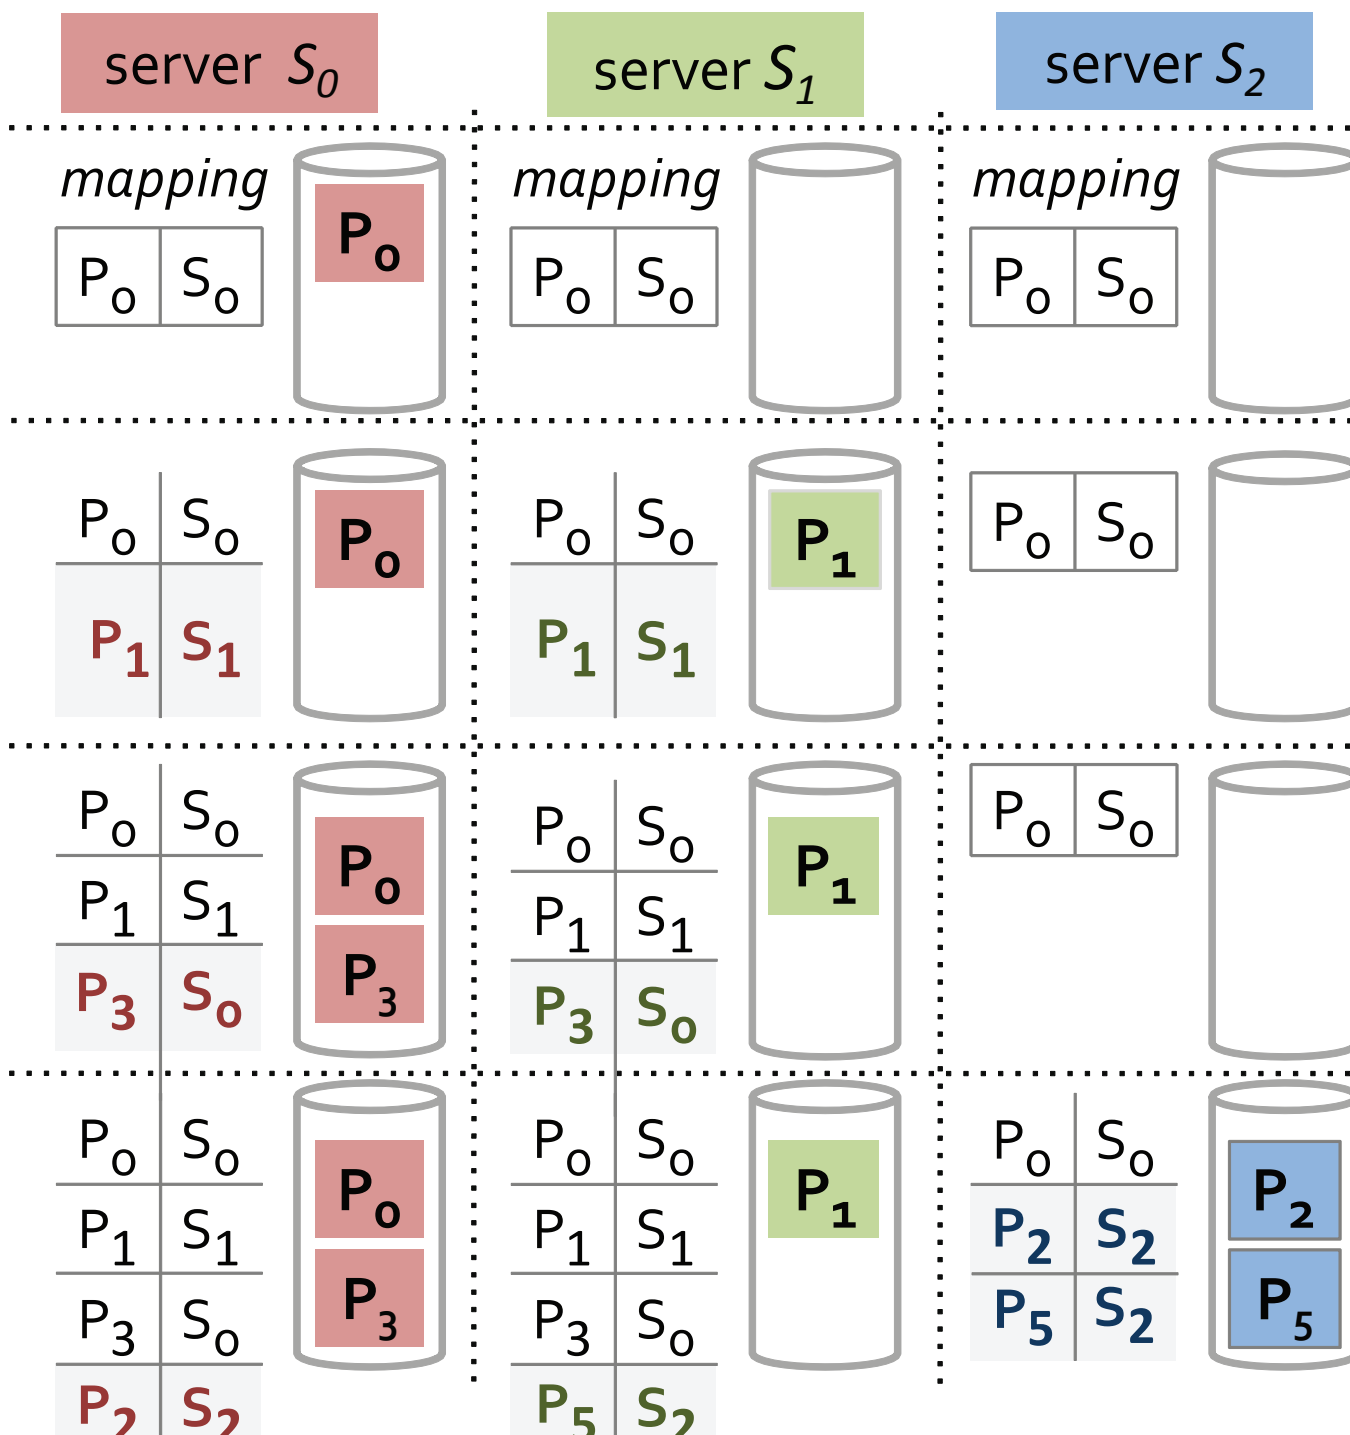 server S0 server S1 server S2
mapping mapping mapping
P0 S0 P0 P0 S0 P0 S0
P0 S0 P0 P0 S0 P1 P0 S0
P1 S1 P1 S1
P0 S0 P0 P0 S0 P1 P0 S0
P1 S1 P1 S1
P3 S0 P3 P3 S0
P0 S0 P0 P0 S0 P1 P0 S0 P2
P1 S1 P1 S1 P2 S2
P3 S0 P3 P3 S0 P5 S2 P5
P2 S2 P5 S2